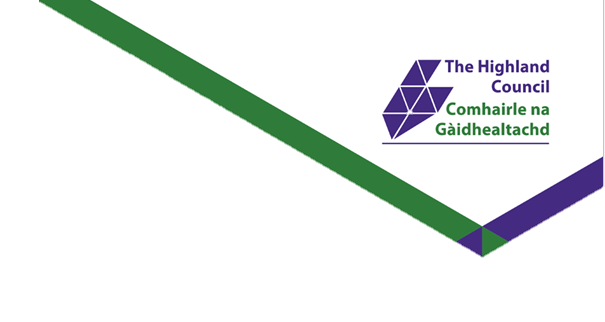 The Highland
Council
Comhairle na
Gàidhealtachd